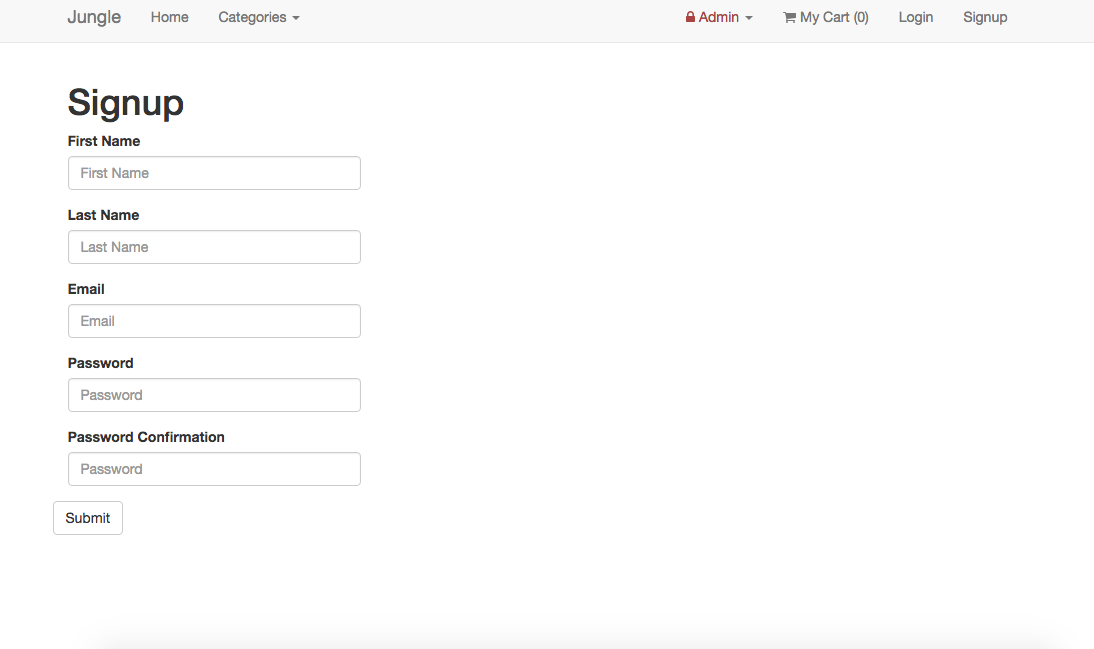 Jungle Home Categories Admin My Cart (0) Login Signup
Signup
First Name
First Name
Last Name
Last Name
Email
Email
Password
Password
Password Confirmation
Password
Submit